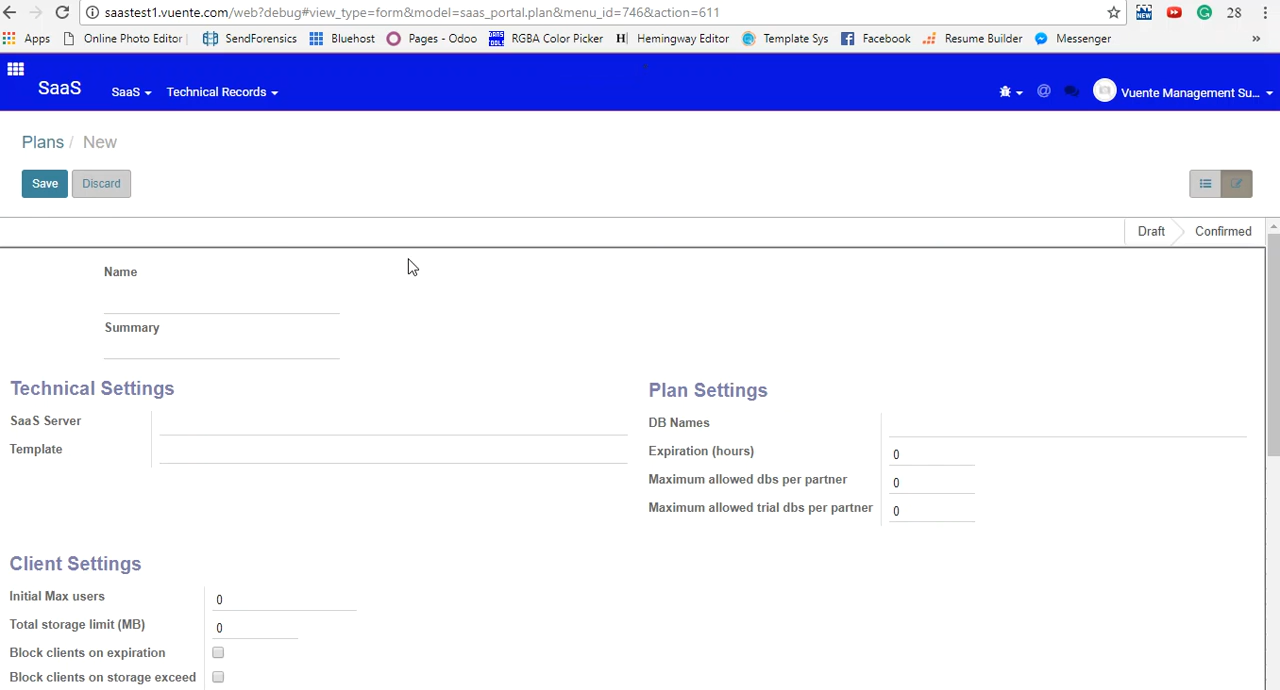 saastest1.vuente.com/web?debug#view_type=form&model=saas_portal.plan&menu_id=746&action=611 NEW 28
Apps Online Photo Editor SendForensics Bluehost Pages - Odoo RGBA Color Picker Hemingway Editor Template Sys Facebook Resume Builder Messenger »
SaaS SaaS Technical Records @ Vuente Management Su...
Plans / New
Save Discard
Draft Confirmed
Name
Summary
Technical Settings
SaaS Server
Template
Plan Settings
DB Names
Expiration (hours) 0
Maximum allowed dbs per partner 0
Maximum allowed trial dbs per partner 0
Client Settings
Initial Max users 0
Total storage limit (MB) 0
Block clients on expiration
Block clients on storage exceed